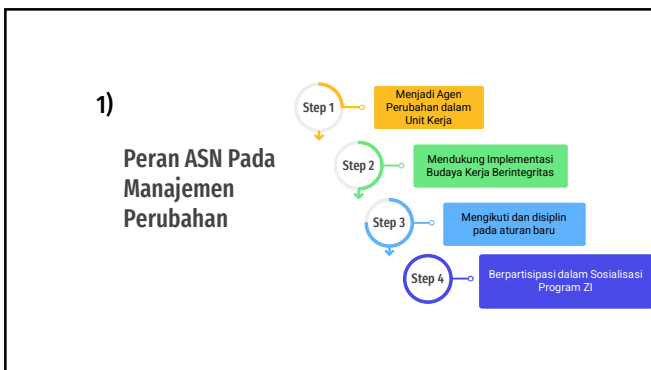 1)
Peran ASN Pada
Manajemen
Perubahan
Step 1
Menjadi Agen
Perubahan dalam
Unit Kerja
Step 2
Mendukung Implementasi
Budaya Kerja Berintegritas
Step 3
Mengikuti dan disiplin
pada aturan baru
Step 4
Berpartisipasi dalam Sosialisasi
Program ZI